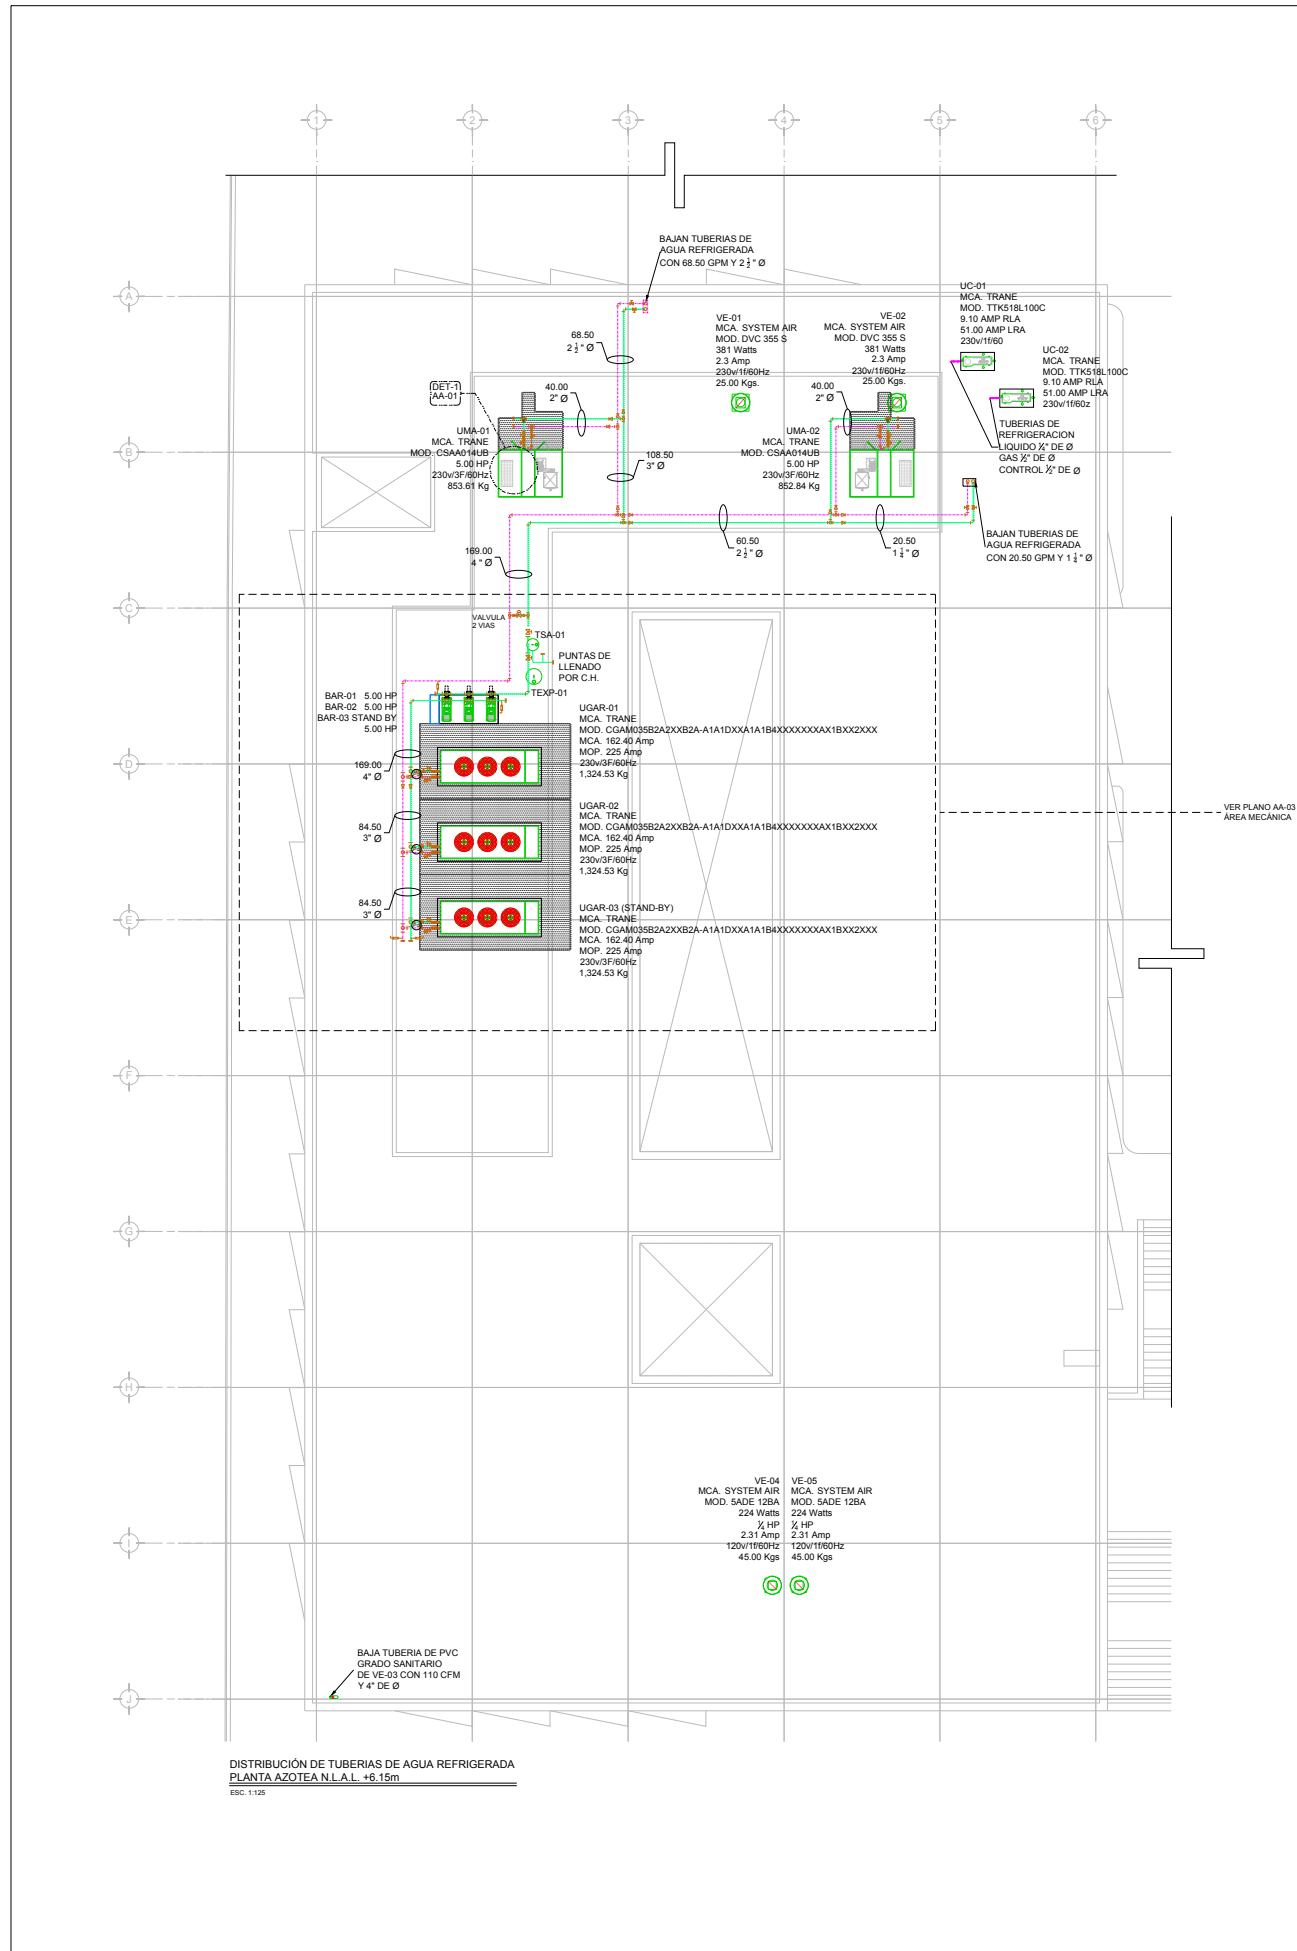 1
2
3
4
5
6
A
B
C
D
E
F
G
H
I
J
BAJAN TUBERIAS DE
AGUA REFRIGERADA
CON 68.50 GPM Y 2 ½" Ø
68.50
2 ½" Ø
DET-1
AA-01
40.00
2" Ø
UMA-01
MCA. TRANE
MOD. CSAA014UB
5.00 HP
230v/3F/60Hz
853.61 Kg
108.50
3" Ø
VE-01
MCA. SYSTEM AIR
MOD. DVC 355 S
381 Watts
2.3 Amp
230v/1f/60Hz
25.00 Kgs.
VE-02
MCA. SYSTEM AIR
MOD. DVC 355 S
381 Watts
2.3 Amp
230v/1f/60Hz
25.00 Kgs.
40.00
2" Ø
UMA-02
MCA. TRANE
MOD. CSAA014UB
5.00 HP
230v/3F/60Hz
852.84 Kg
UC-01
MCA. TRANE
MOD. TTK518L100C
9.10 AMP RLA
51.00 AMP LRA
230v/1f/60
UC-02
MCA. TRANE
MOD. TTK518L100C
9.10 AMP RLA
51.00 AMP LRA
230v/1f/60z
TUBERIAS DE
REFRIGERACION
LIQUIDO ¼" DE Ø
GAS ½" DE Ø
CONTROL ½" DE Ø
BAJAN TUBERIAS DE
AGUA REFRIGERADA
CON 20.50 GPM Y 1 ¼" Ø
60.50
2 ½" Ø
20.50
1 ¼" Ø
169.00
4 " Ø
VALVULA
2 VIAS
TSA-01
PUNTAS DE
LLENADO
POR C.H.
TEXP-01
BAR-01 5.00 HP
BAR-02 5.00 HP
BAR-03 STAND BY
5.00 HP
169.00
4" Ø
84.50
3" Ø
84.50
3" Ø
UGAR-01
MCA. TRANE
MOD. CGAM035B2A2XXB2A-A1A1DXXA1A1B4XXXXXXXAX1BXX2XXX
MCA. 162.40 Amp
MOP. 225 Amp
230v/3F/60Hz
1,324.53 Kg
UGAR-02
MCA. TRANE
MOD. CGAM035B2A2XXB2A-A1A1DXXA1A1B4XXXXXXXAX1BXX2XXX
MCA. 162.40 Amp
MOP. 225 Amp
230v/3F/60Hz
1,324.53 Kg
UGAR-03 (STAND-BY)
MCA. TRANE
MOD. CGAM035B2A2XXB2A-A1A1DXXA1A1B4XXXXXXXAX1BXX2XXX
MCA. 162.40 Amp
MOP. 225 Amp
230v/3F/60Hz
1,324.53 Kg
VER PLANO AA-03
ÁREA MECÁNICA
VE-04
MCA. SYSTEM AIR
MOD. 5ADE 12BA
224 Watts
¼ HP
2.31 Amp
120v/1f/60Hz
45.00 Kgs
VE-05
MCA. SYSTEM AIR
MOD. 5ADE 12BA
224 Watts
¼ HP
2.31 Amp
120v/1f/60Hz
45.00 Kgs
BAJA TUBERIA DE PVC
GRADO SANITARIO
DE VE-03 CON 110 CFM
Y 4" DE Ø
DISTRIBUCIÓN DE TUBERIAS DE AGUA REFRIGERADA
PLANTA AZOTEA N.L.A.L. +6.15m
ESC. 1:125